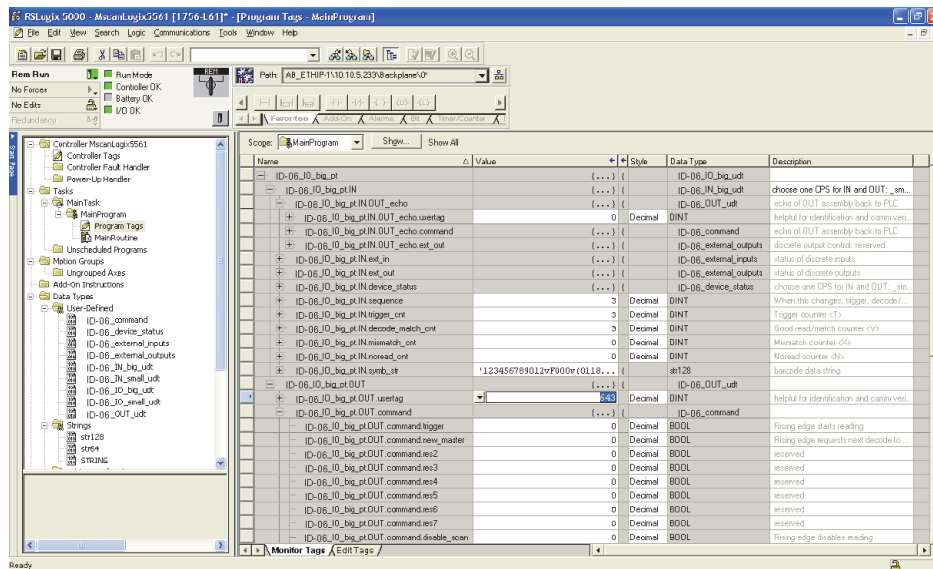 RSLogix 5000 - MscanLogix5561 [1756-L61]* - [Program Tags - MainProgram]
File Edit View Search Logic Communications Tools Window Help
Rem Run
Run Mode
REM
Path: AB_ETHIP-1\10.10.5.233\Backplane\0*
No Forces
Controller OK
Battery OK
No Edits
I/O OK
Redundancy
Favorites Add-On Alarms Bit Timer/Counter
Start Page
Controller MscanLogix5561
Controller Tags
Controller Fault Handler
Power-Up Handler
Tasks
MainTask
MainProgram
Program Tags
MainRoutine
Unscheduled Programs
Motion Groups
Ungrouped Axes
Add-On Instructions
Data Types
User-Defined
ID-06_command
ID-06_device_status
ID-06_external_inputs
ID-06_external_outputs
ID-06_IN_big_udt
ID-06_IN_small_udt
ID-06_IO_big_udt
ID-06_IO_small_udt
ID-06_OUT_udt
Strings
str128
str64
STRING
Scope: MainProgram Show... Show All
Name Value Style Data Type Description
ID-06_IO_big_pt {...} { ID-06_IO_big_udt
ID-06_IO_big_pt.IN {...} { ID-06_IN_big_udt choose one CPS for IN and OUT: _sm...
ID-06_IO_big_pt.IN.OUT_echo {...} { ID-06_OUT_udt echo of OUT assembly back to PLC
ID-06_IO_big_pt.IN.OUT_echo.usertag 0 Decimal DINT helpful for identification and comm veri...
ID-06_IO_big_pt.IN.OUT_echo.command {...} { ID-06_command echo of OUT assembly back to PLC
ID-06_IO_big_pt.IN.OUT_echo.ext_out {...} { ID-06_external_outputs discrete output control: reserved
ID-06_IO_big_pt.IN.ext_in {...} { ID-06_external_inputs status of discrete inputs
ID-06_IO_big_pt.IN.ext_out {...} { ID-06_external_outputs status of discrete outputs
ID-06_IO_big_pt.IN.device_status {...} { ID-06_device_status choose one CPS for IN and OUT: _sm...
ID-06_IO_big_pt.IN.sequence 3 Decimal DINT When this changes, trigger, decode/...
ID-06_IO_big_pt.IN.trigger_cnt 3 Decimal DINT Trigger counter <T>
ID-06_IO_big_pt.IN.decode_match_cnt 3 Decimal DINT Good read/match counter <V>
ID-06_IO_big_pt.IN.mismatch_cnt 0 Decimal DINT Mismatch counter <X>
ID-06_IO_big_pt.IN.noread_cnt 0 Decimal DINT Noread counter <N>
ID-06_IO_big_pt.IN.symb_str '123456789012vF000v(0118... { str128 barcode data string
ID-06_IO_big_pt.OUT {...} { ID-06_OUT_udt
ID-06_IO_big_pt.OUT.usertag 643 Decimal DINT helpful for identification and comm veri...
ID-06_IO_big_pt.OUT.command {...} { ID-06_command
ID-06_IO_big_pt.OUT.command.trigger 0 Decimal BOOL Rising edge starts reading
ID-06_IO_big_pt.OUT.command.new_master 0 Decimal BOOL Rising edge requests next decode to ...
ID-06_IO_big_pt.OUT.command.res2 0 Decimal BOOL reserved
ID-06_IO_big_pt.OUT.command.res3 0 Decimal BOOL reserved
ID-06_IO_big_pt.OUT.command.res4 0 Decimal BOOL reserved
ID-06_IO_big_pt.OUT.command.res5 0 Decimal BOOL reserved
ID-06_IO_big_pt.OUT.command.res6 0 Decimal BOOL reserved
ID-06_IO_big_pt.OUT.command.res7 0 Decimal BOOL reserved
ID-06_IO_big_pt.OUT.command.disable_scan 0 Decimal BOOL Rising edge disables reading
Monitor Tags Edit Tags
Ready